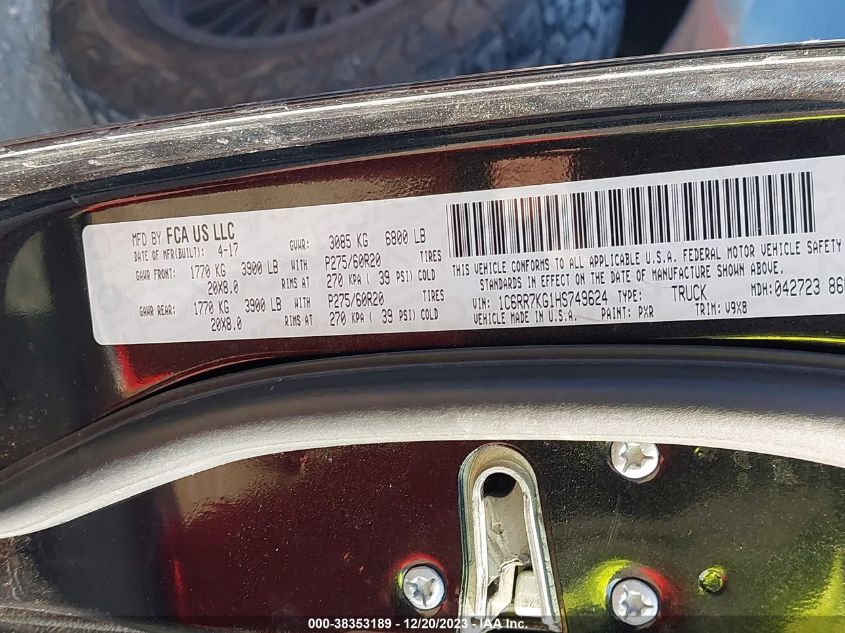 MFD BY FCA US LLC
DATE OF MFR(BUILT): 4-17 GVWR: 3085 KG 6800 LB
GAWR FRONT: 1770 KG 3900 LB WITH P275/60R20 TIRES
20X8.0 RIMS AT 270 KPA ( 39 PSI) COLD
GAWR REAR: 1770 KG 3900 LB WITH P275/60R20 TIRES
20X8.0 RIMS AT 270 KPA ( 39 PSI) COLD
THIS VEHICLE CONFORMS TO ALL APPLICABLE U.S.A. FEDERAL MOTOR VEHICLE SAFETY
STANDARDS IN EFFECT ON THE DATE OF MANUFACTURE SHOWN ABOVE.
VIN: 1C6RR7KG1HS749624 TYPE: TRUCK MDH: 042723
VEHICLE MADE IN U.S.A. PAINT: PXR TRIM: V9X8
000-38353189 - 12/20/2023 - IAA Inc.